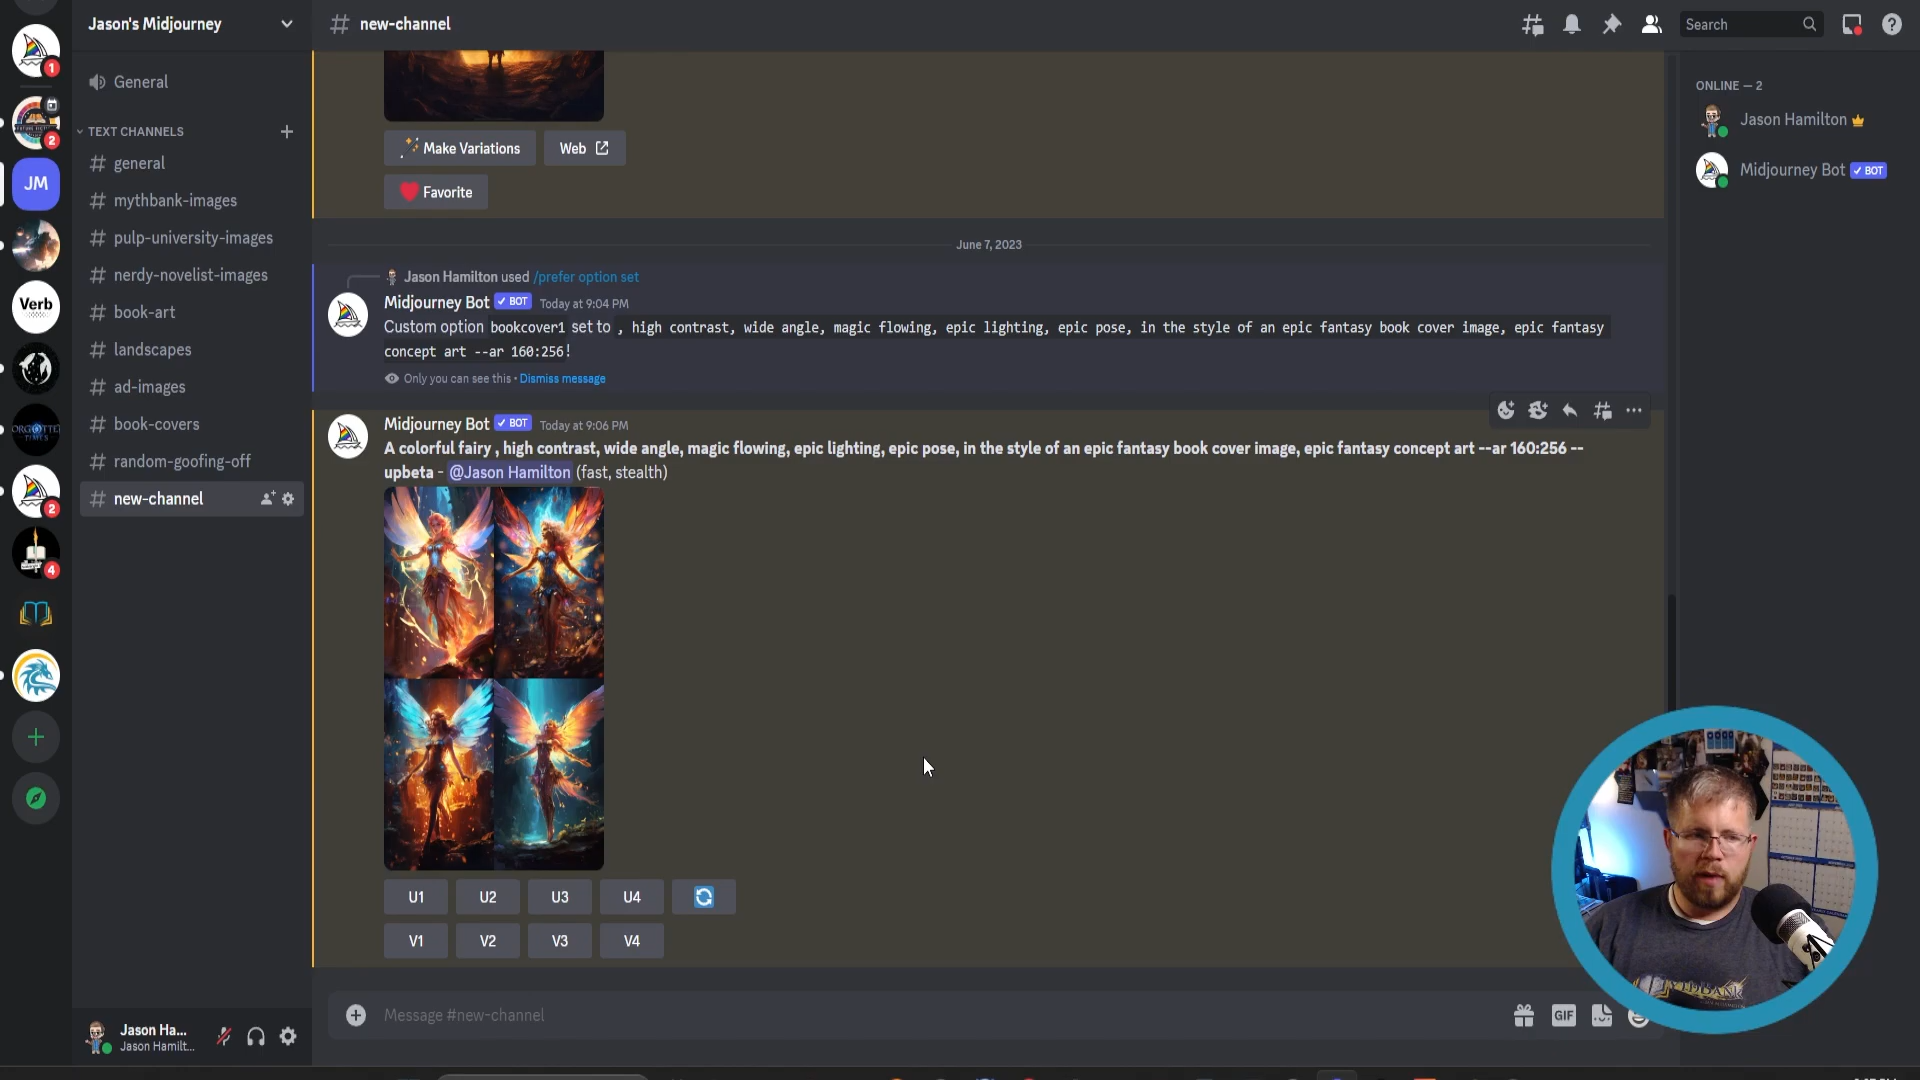 Jason's Midjourney
new-channel
Search
General
TEXT CHANNELS
general
mythbank-images
pulp-university-images
nerdy-novelist-images
book-art
landscapes
ad-images
book-covers
random-goofing-off
new-channel
1
2
JM
Verb
2
4
Make Variations
Web
Favorite
June 7, 2023
Jason Hamilton used /prefer option set
Midjourney Bot ✓ BOT Today at 9:04 PM
Custom option bookcover1 set to , high contrast, wide angle, magic flowing, epic lighting, epic pose, in the style of an epic fantasy book cover image, epic fantasy
concept art --ar 160:256!
Only you can see this • Dismiss message
Midjourney Bot ✓ BOT Today at 9:06 PM
A colorful fairy , high contrast, wide angle, magic flowing, epic lighting, epic pose, in the style of an epic fantasy book cover image, epic fantasy concept art --ar 160:256 --
upbeta - @Jason Hamilton (fast, stealth)
U1 U2 U3 U4
V1 V2 V3 V4
Message #new-channel
GIF
ONLINE — 2
Jason Hamilton
Midjourney Bot ✓ BOT
Jason Ha...
Jason Hamilt...